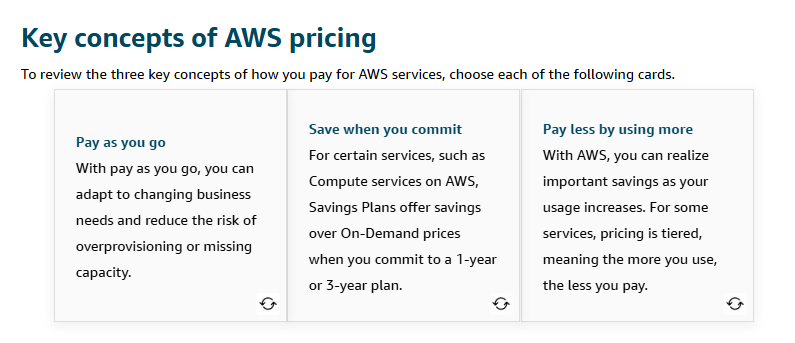 Key concepts of AWS pricing
To review the three key concepts of how you pay for AWS services, choose each of the following cards.
Pay as you go
With pay as you go, you can
adapt to changing business
needs and reduce the risk of
overprovisioning or missing
capacity.
Save when you commit
For certain services, such as
Compute services on AWS,
Savings Plans offer savings
over On-Demand prices
when you commit to a 1-year
or 3-year plan.
Pay less by using more
With AWS, you can realize
important savings as your
usage increases. For some
services, pricing is tiered,
meaning the more you use,
the less you pay.